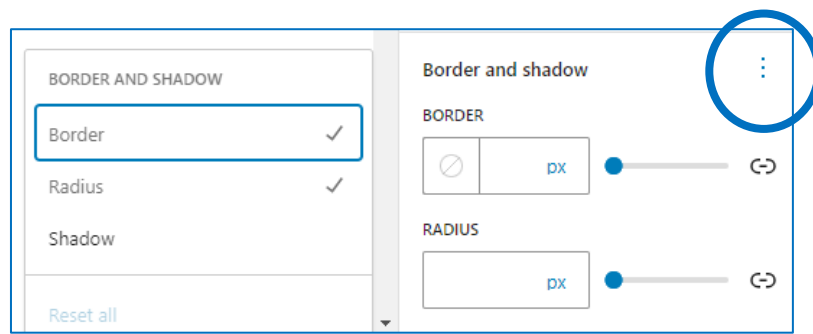 BORDER AND SHADOW
Border
Radius
Shadow
Reset all
Border and shadow
BORDER
px
RADIUS
px